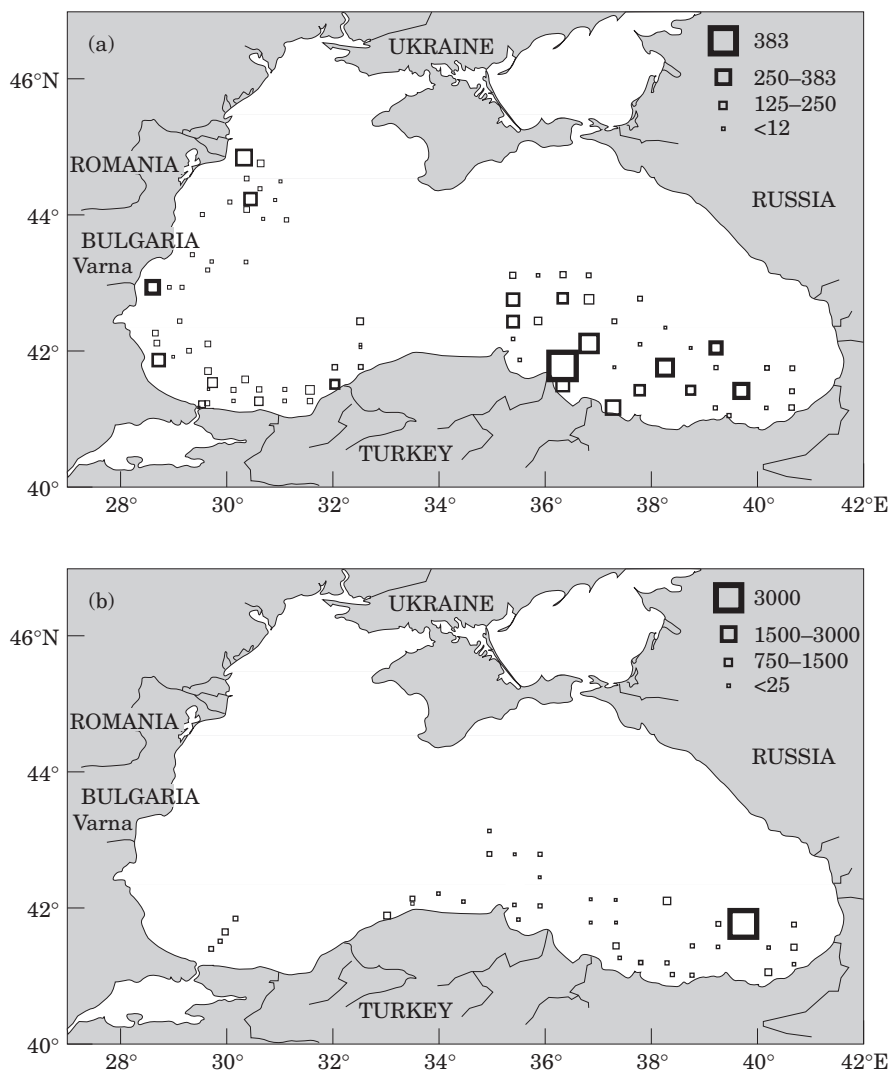 (a)
UKRAINE
383
46°N
250–383
125–250
<12
ROMANIA
RUSSIA
44°
BULGARIA
Varna
42°
TURKEY
40°
28° 30° 32° 34° 36° 38° 40° 42°E
(b)
UKRAINE
3000
46°N
1500–3000
750–1500
<25
ROMANIA
RUSSIA
44°
BULGARIA
Varna
42°
TURKEY
40°
28° 30° 32° 34° 36° 38° 40° 42°E